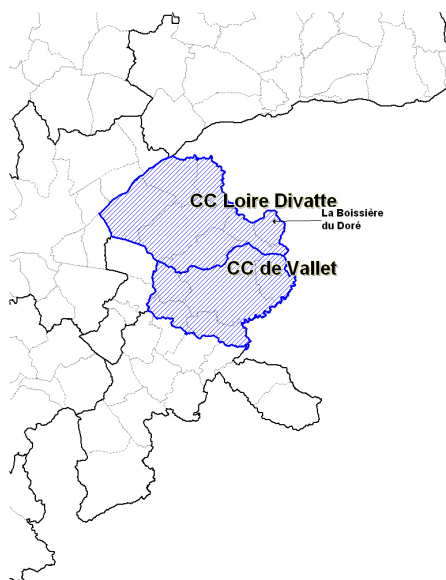 CC Loire Divatte
La Boissière
du Doré
CC de Vallet